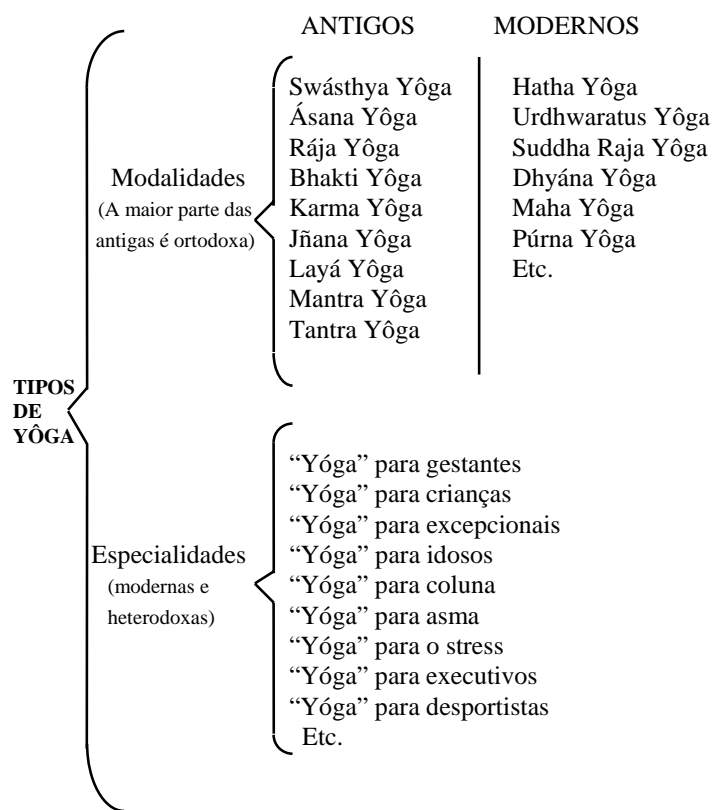 ANTIGOS MODERNOS
Swásthya Yôga Hatha Yôga
Ásana Yôga Urdhwaratus Yôga
Rája Yôga Suddha Raja Yôga
Modalidades Bhakti Yôga Dhyána Yôga
(A maior parte das Karma Yôga Maha Yôga
antigas é ortodoxa) Jñana Yôga Púrna Yôga
Layá Yôga Etc.
Mantra Yôga
Tantra Yôga
TIPOS
DE
YÔGA
“Yóga” para gestantes
“Yóga” para crianças
“Yóga” para excepcionais
Especialidades “Yóga” para idosos
(modernas e “Yóga” para coluna
heterodoxas) “Yóga” para asma
“Yóga” para o stress
“Yóga” para executivos
“Yóga” para desportistas
Etc.